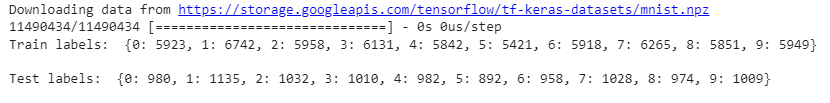 Downloading data from https://storage.googleapis.com/tensorflow/tf-keras-datasets/mnist.npz
11490434/11490434 [==============================] - 0s 0us/step
Train labels:  {0: 5923, 1: 6742, 2: 5958, 3: 6131, 4: 5842, 5: 5421, 6: 5918, 7: 6265, 8: 5851, 9: 5949}
Test labels:  {0: 980, 1: 1135, 2: 1032, 3: 1010, 4: 982, 5: 892, 6: 958, 7: 1028, 8: 974, 9: 1009}